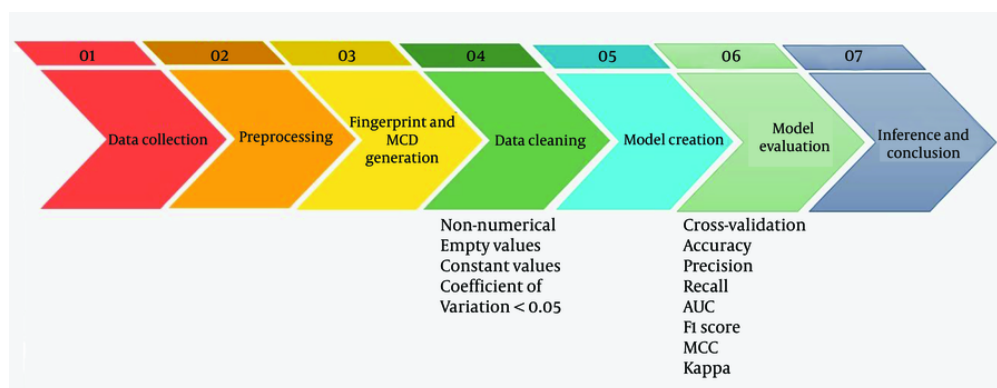 01
02
03
04
05
06
07
Data collection
Preprocessing
Fingerprint and
MCD
generation
Data cleaning
Model creation
Model
evaluation
Inference and
conclusion
Non-numerical
Empty values
Constant values
Coefficient of
Variation < 0.05
Cross-validation
Accuracy
Precision
Recall
AUC
F1 score
MCC
Kappa